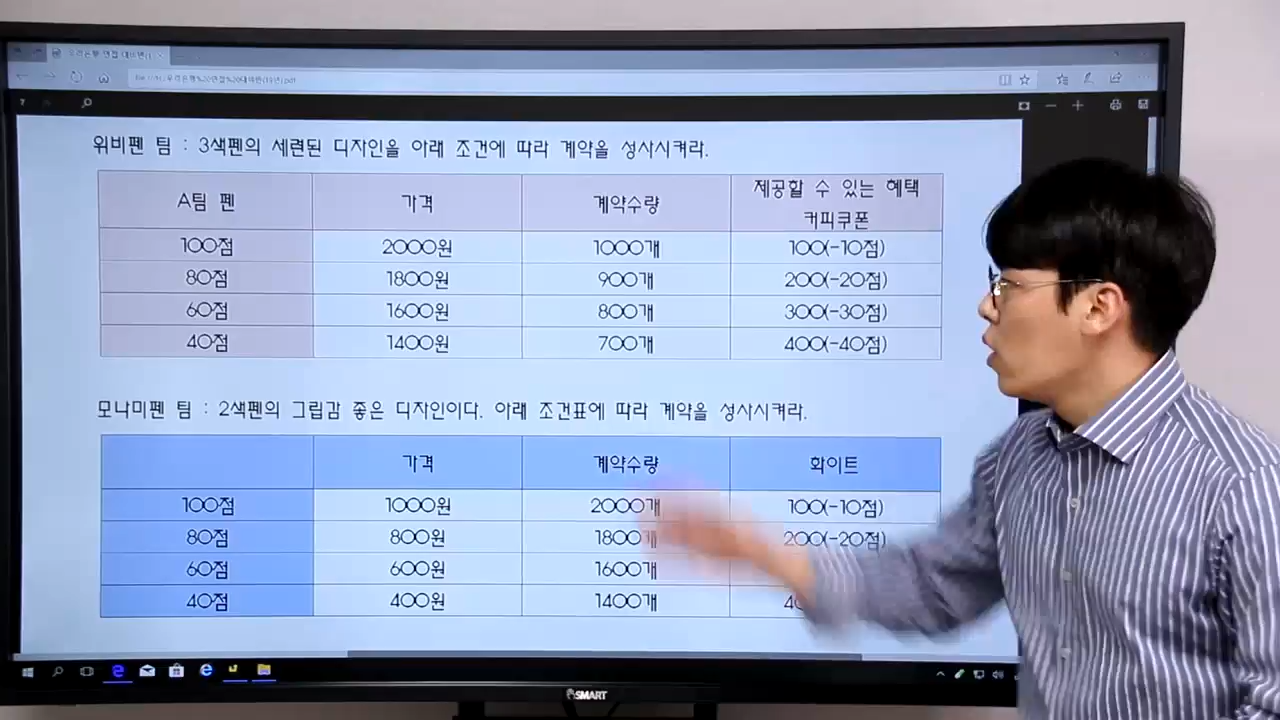 위비펜 팀 : 3색펜의 세련된 디자인을 아래 조건에 따라 계약을 성사시켜라.
A팀 펜 가격 계약수량 제공할 수 있는 혜택 커피쿠폰
100점 2000원 1000개 100(-10점)
80점 1800원 900개 200(-20점)
60점 1600원 800개 300(-30점)
40점 1400원 700개 400(-40점)
모나미펜 팀 : 2색펜의 그립감 좋은 디자인이다. 아래 조건표에 따라 계약을 성사시켜라.
가격 계약수량 화이트
100점 1000원 2000개 100(-10점)
80점 800원 1800개 200(-20점)
60점 600원 1600개
40점 400원 1400개
SMART